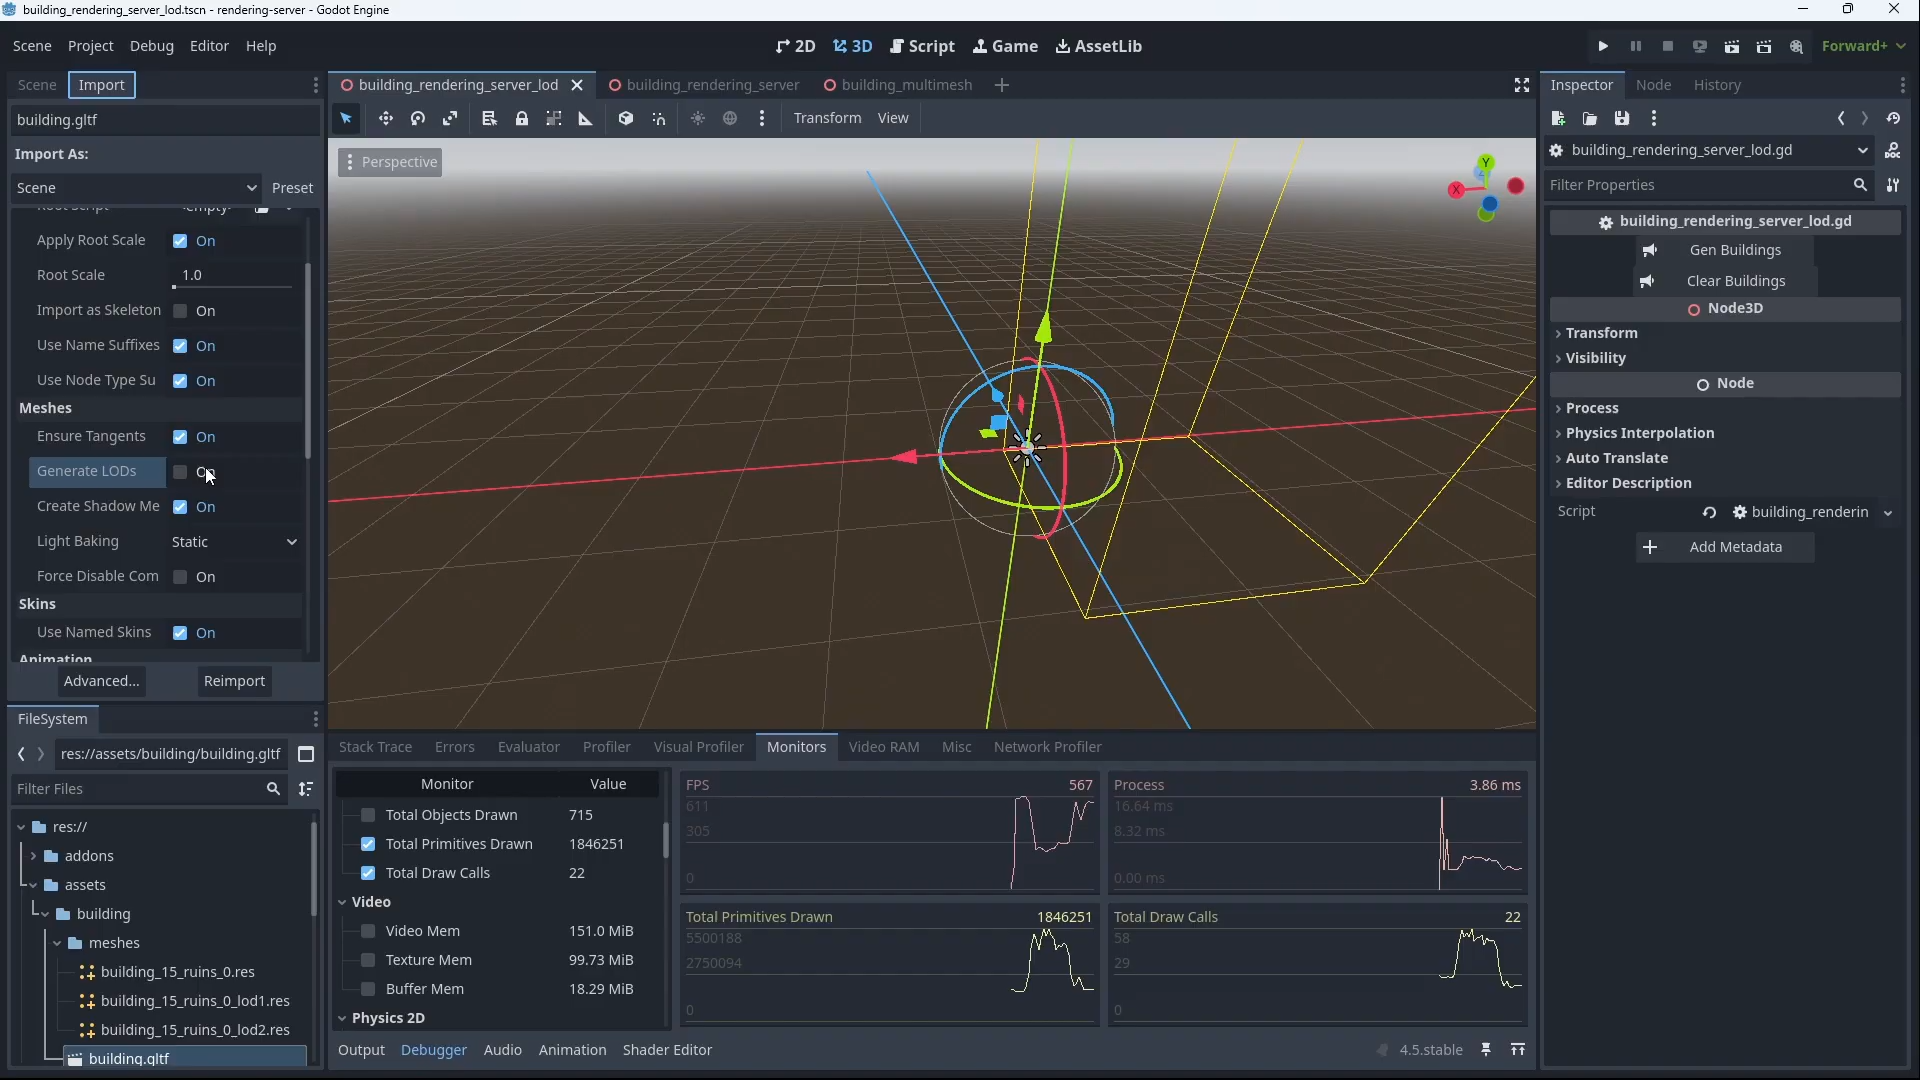 building_rendering_server_lod.tscn - rendering-server - Godot Engine
Scene Project Debug Editor Help
2D 3D Script Game AssetLib
Forward+
Scene Import
building_rendering_server_lod building_rendering_server building_multimesh
Inspector Node History
building.gltf
Transform View
Import As:
Scene Preset
Perspective
Y
X
building_rendering_server_lod.gd
Filter Properties
Apply Root Scale On
Root Scale 1.0
Import as Skeleton On
Use Name Suffixes On
Use Node Type Su On
Meshes
Ensure Tangents On
Generate LODs On
Create Shadow Me On
Light Baking Static
Force Disable Com On
Skins
Use Named Skins On
Animation
Advanced... Reimport
building_rendering_server_lod.gd
Gen Buildings
Clear Buildings
Node3D
Transform
Visibility
Node
Process
Physics Interpolation
Auto Translate
Editor Description
Script building_renderin
Add Metadata
FileSystem
res://assets/building/building.gltf
Filter Files
res://
addons
assets
building
meshes
building_15_ruins_0.res
building_15_ruins_0_lod1.res
building_15_ruins_0_lod2.res
building.gltf
Stack Trace Errors Evaluator Profiler Visual Profiler Monitors Video RAM Misc Network Profiler
Monitor Value
Total Objects Drawn 715
Total Primitives Drawn 1846251
Total Draw Calls 22
Video
Video Mem 151.0 MiB
Texture Mem 99.73 MiB
Buffer Mem 18.29 MiB
Physics 2D
FPS 567
611
305
0
Process 3.86 ms
16.64 ms
8.32 ms
0.00 ms
Total Primitives Drawn 1846251
5500188
2750094
0
Total Draw Calls 22
58
29
0
Output Debugger Audio Animation Shader Editor
4.5.stable